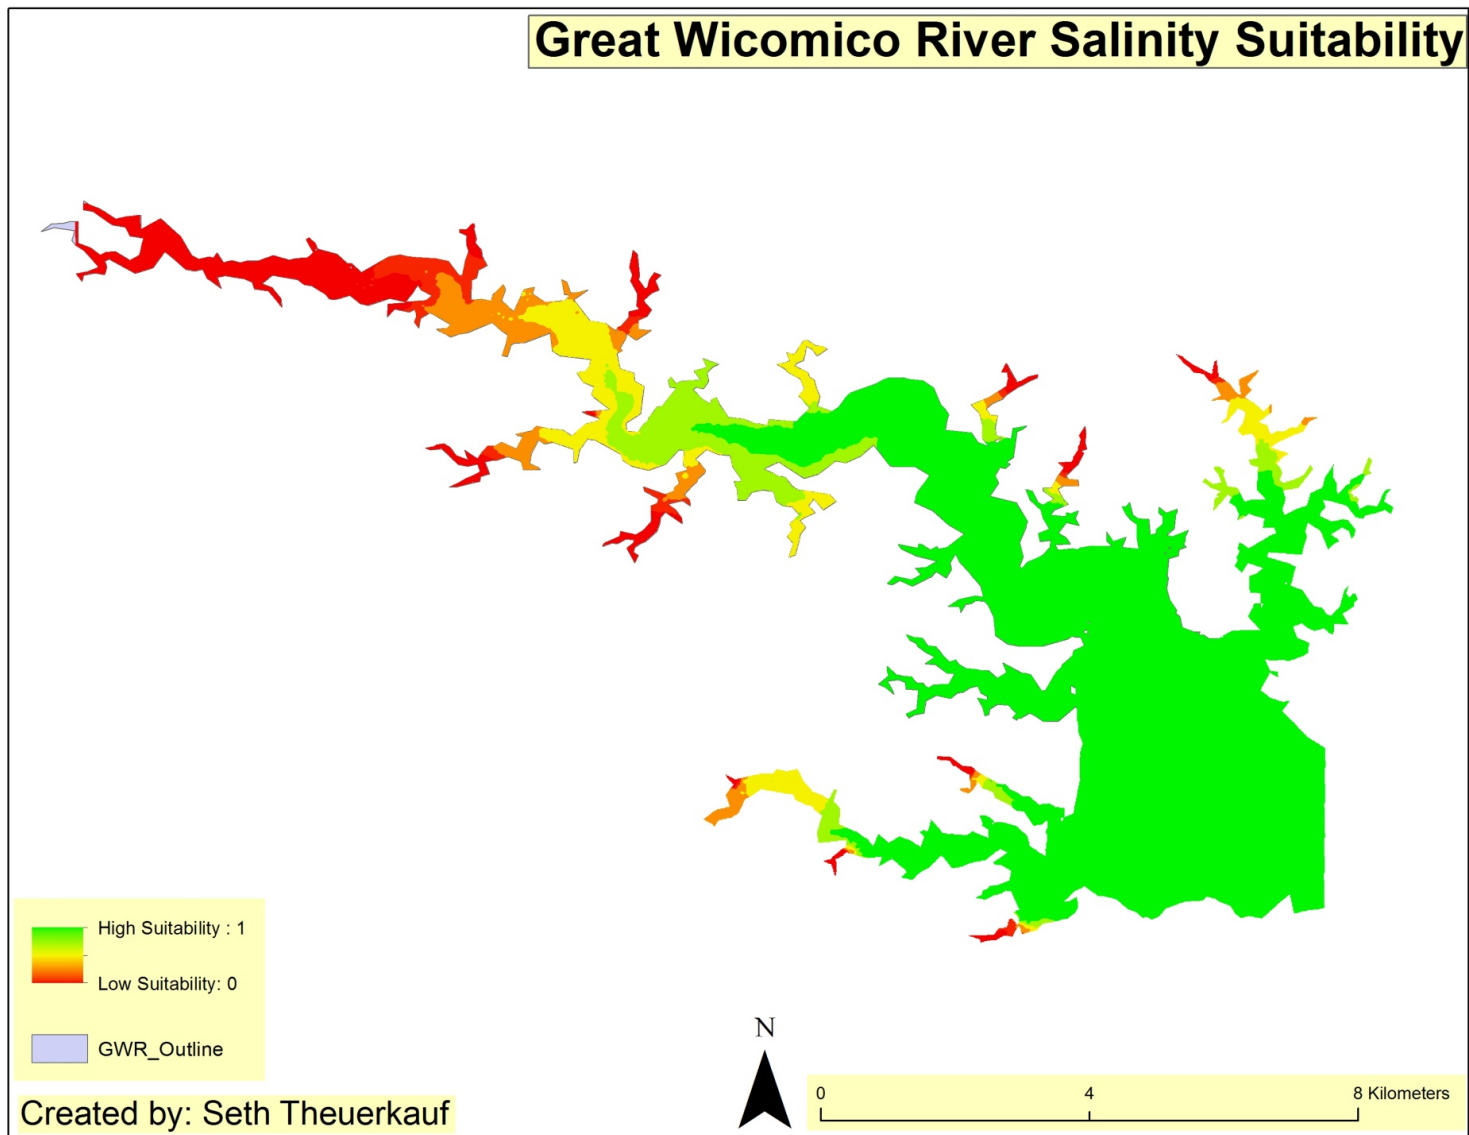 Great Wicomico River Salinity Suitability
High Suitability : 1
Low Suitability: 0
GWR_Outline
Created by: Seth Theuerkauf
N
0 4 8 Kilometers